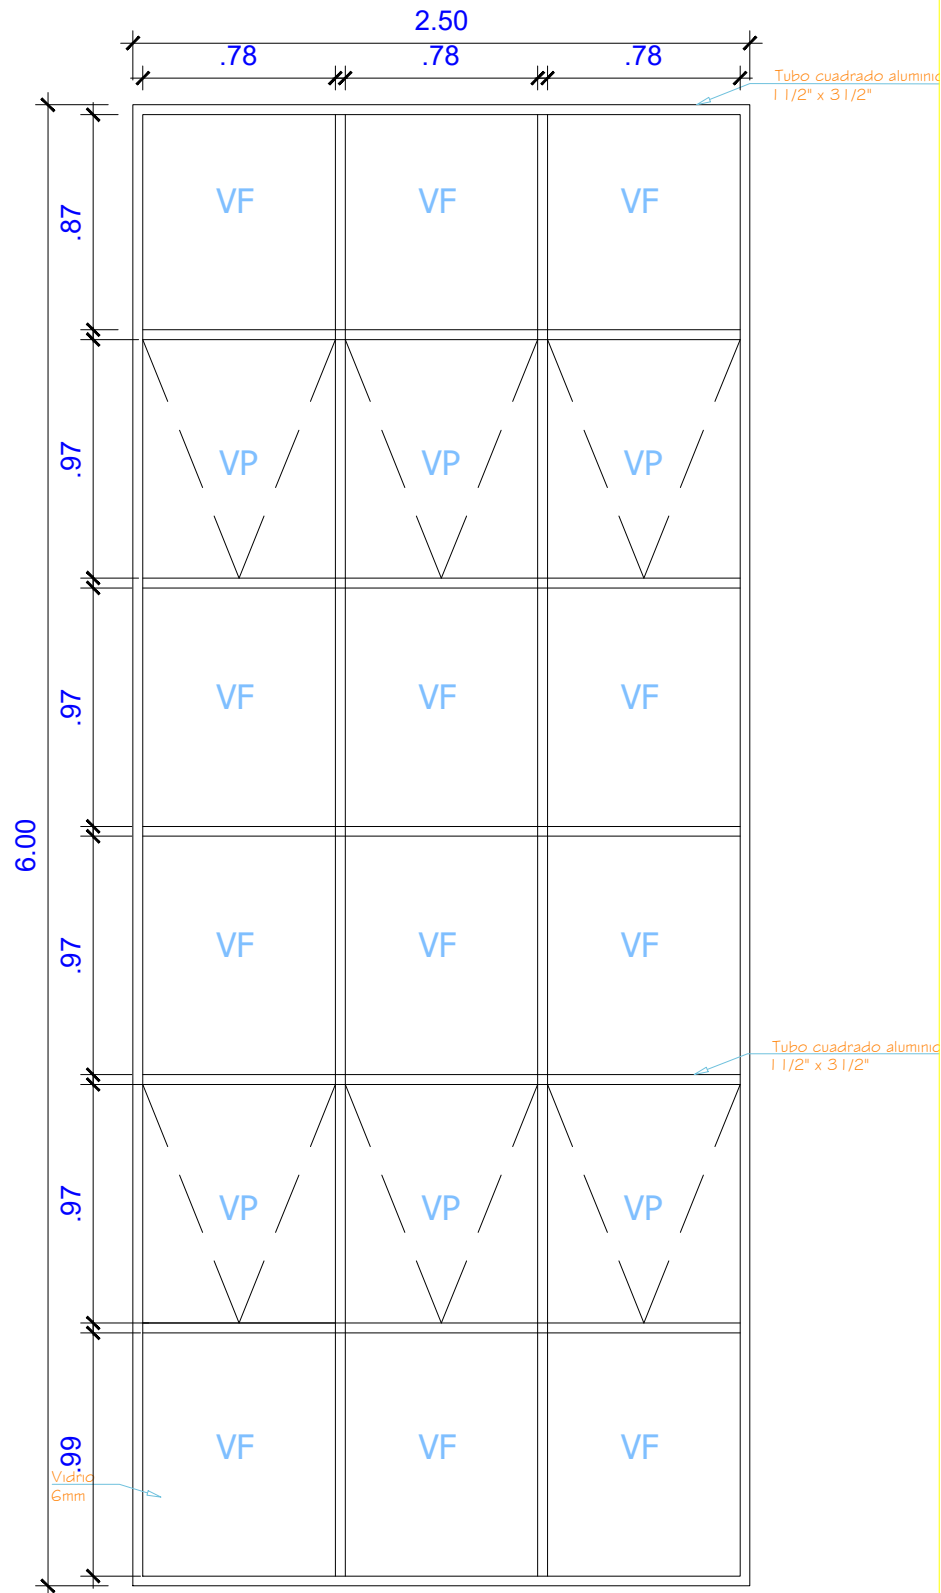 2.50
.78 .78 .78
Tubo cuadrado aluminio
1 1/2" x 3 1/2"
.87
VF VF VF
.97
VP VP VP
.97
VF VF VF
6.00
.97
VF VF VF
Tubo cuadrado aluminio
1 1/2" x 3 1/2"
.97
VP VP VP
.99
VF VF VF
Vidrio
6mm